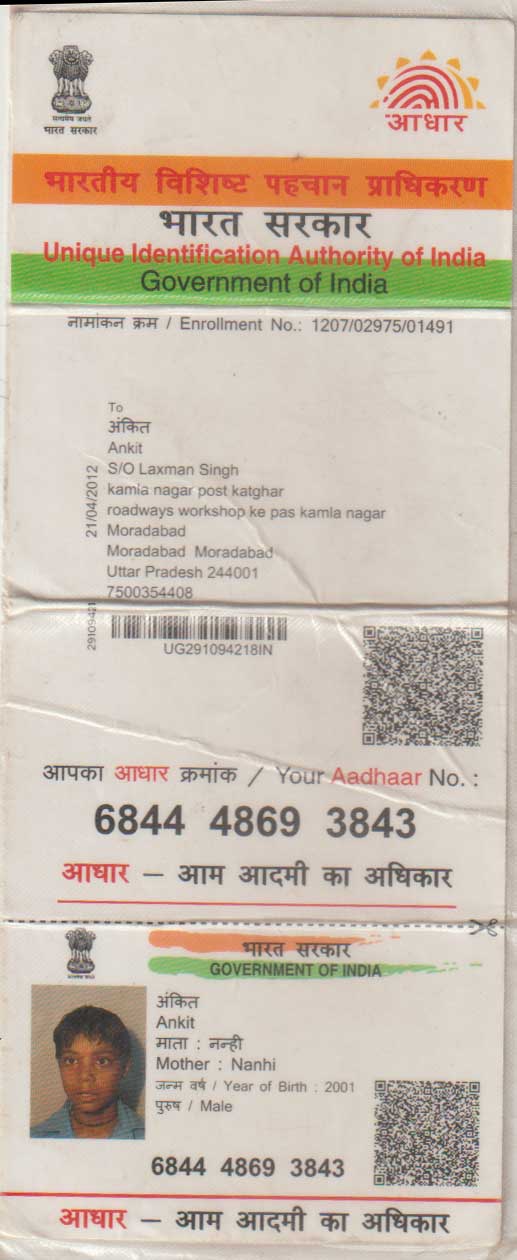 सत्यमेव जयते
भारत सरकार
आधार
भारतीय विशिष्ट पहचान प्राधिकरण
भारत सरकार
Unique Identification Authority of India
Government of India
नामांकन क्रम / Enrollment No.: 1207/02975/01491
To
अंकित
Ankit
S/O Laxman Singh
kamla nagar post katghar
roadways workshop ke pas kamla nagar
Moradabad
Moradabad Moradabad
Uttar Pradesh 244001
7500354408
21/04/2012
UG291094218IN
आपका आधार क्रमांक / Your Aadhaar No. :
6844 4869 3843
आधार – आम आदमी का अधिकार
भारत सरकार
GOVERNMENT OF INDIA
अंकित
Ankit
माता : नन्ही
Mother : Nanhi
जन्म वर्ष / Year of Birth : 2001
पुरुष / Male
6844 4869 3843
आधार – आम आदमी का अधिकार